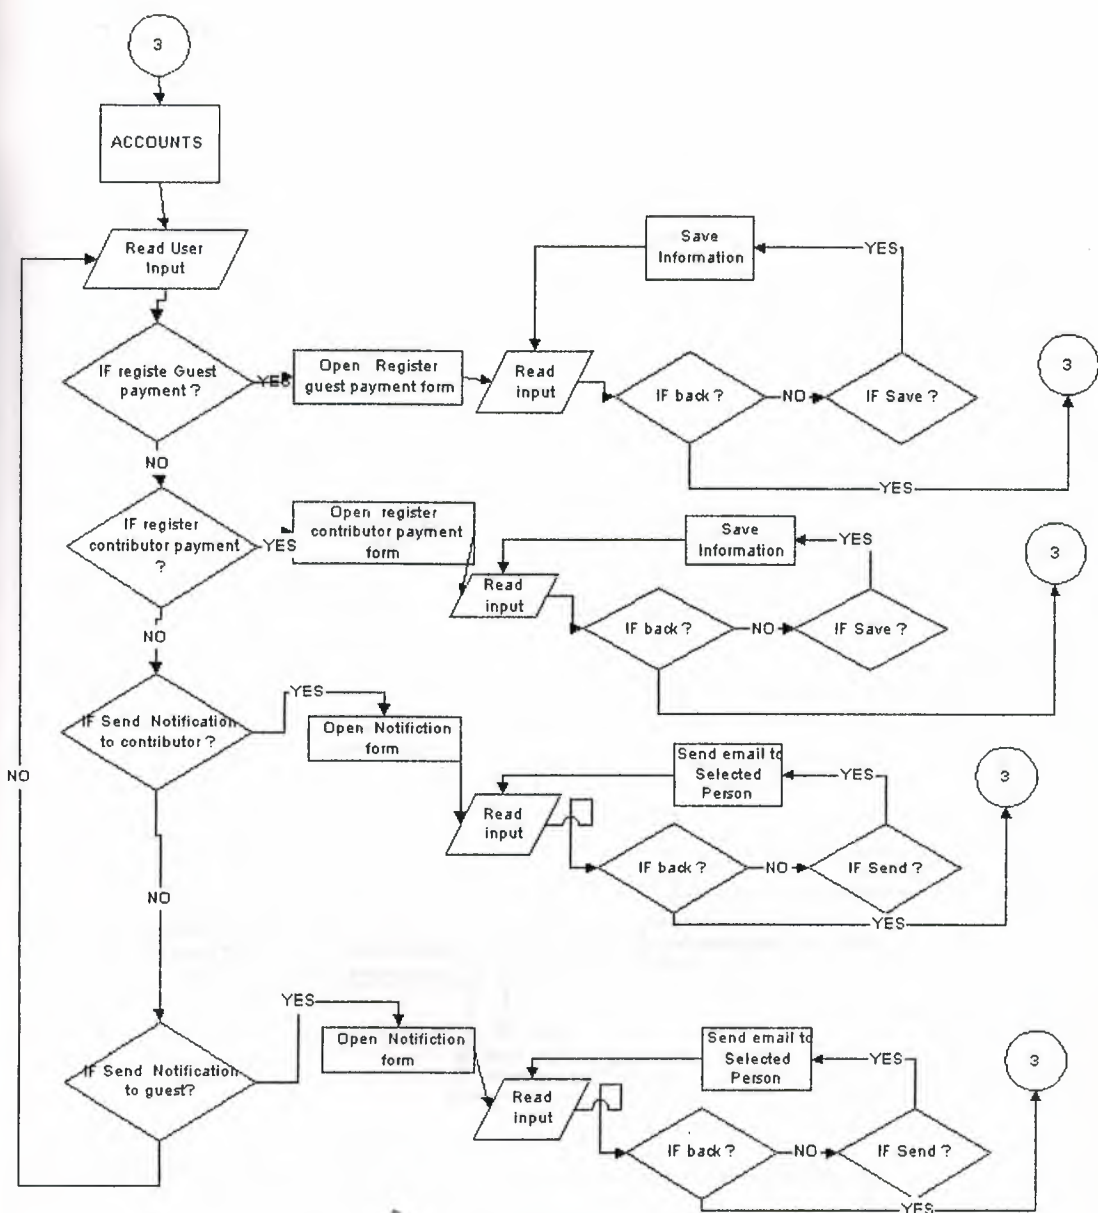 3
ACCOUNTS
Read User
Input
IF registe Guest
payment ?
YES
Open Register
guest payment form
Read
input
IF back ?
NO
IF Save ?
YES
Save
Information
YES
3
NO
IF register
contributor payment
?
YES
Open register
contributor payment
form
Read
input
IF back ?
NO
IF Save ?
YES
Save
Information
3
NO
IF Send Notification
to contributor ?
YES
Open Notifiction
form
Read
input
IF back ?
NO
IF Send ?
YES
Send email to
Selected
Person
YES
3
NO
NO
IF Send Notification
to guest?
YES
Open Notifiction
form
Read
input
IF back ?
NO
IF Send ?
YES
Send email to
Selected
Person
YES
3